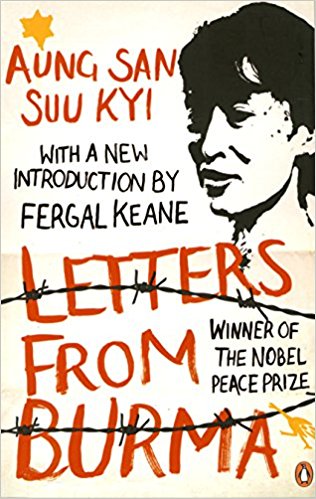 AUNG SAN
SUU KYI
WITH A NEW
INTRODUCTION BY
FERGAL KEANE
LETTERS
FROM
BURMA
WINNER OF
THE NOBEL
PEACE PRIZE